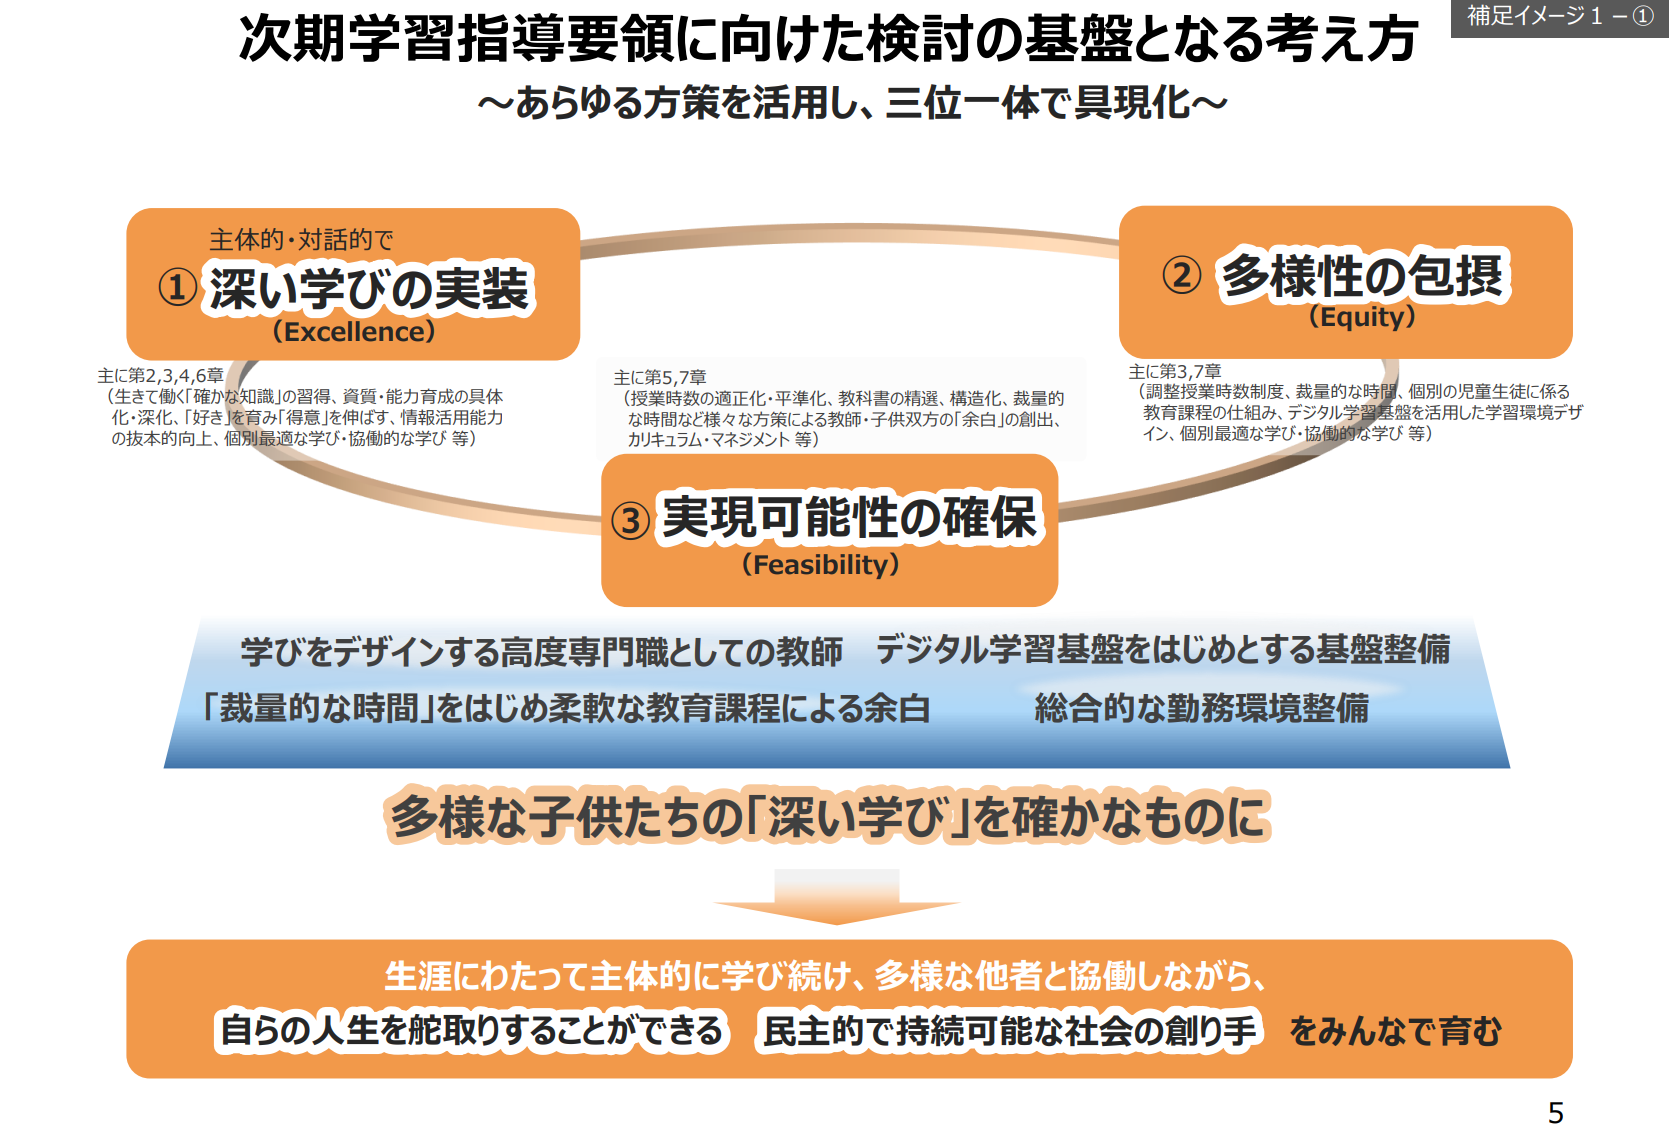 補足イメージ１－①
次期学習指導要領に向けた検討の基盤となる考え方
～あらゆる方策を活用し、三位一体で具現化～
主体的・対話的で
① 深い学びの実装
（Excellence）
主に第2,3,4,6章
（生きて働く「確かな知識」の習得、資質・能力育成の具体
化・深化、「好き」を育み「得意」を伸ばす、情報活用能力
の抜本的向上、個別最適な学び・協働的な学び 等）
② 多様性の包摂
（Equity）
主に第3,7章
（調整授業時数制度、裁量的な時間、個別の児童生徒に係る
教育課程の仕組み、デジタル学習基盤を活用した学習環境デザ
イン、個別最適な学び・協働的な学び 等）
主に第5,7章
（授業時数の適正化・平準化、教科書の精選、構造化、裁量的
な時間など様々な方策による教師・子供双方の「余白」の創出、
カリキュラム・マネジメント 等）
③ 実現可能性の確保
（Feasibility）
学びをデザインする高度専門職としての教師　デジタル学習基盤をはじめとする基盤整備
「裁量的な時間」をはじめ柔軟な教育課程による余白　総合的な勤務環境整備
多様な子供たちの「深い学び」を確かなものに
生涯にわたって主体的に学び続け、多様な他者と協働しながら、
自らの人生を舵取りすることができる　民主的で持続可能な社会の創り手　をみんなで育む
5